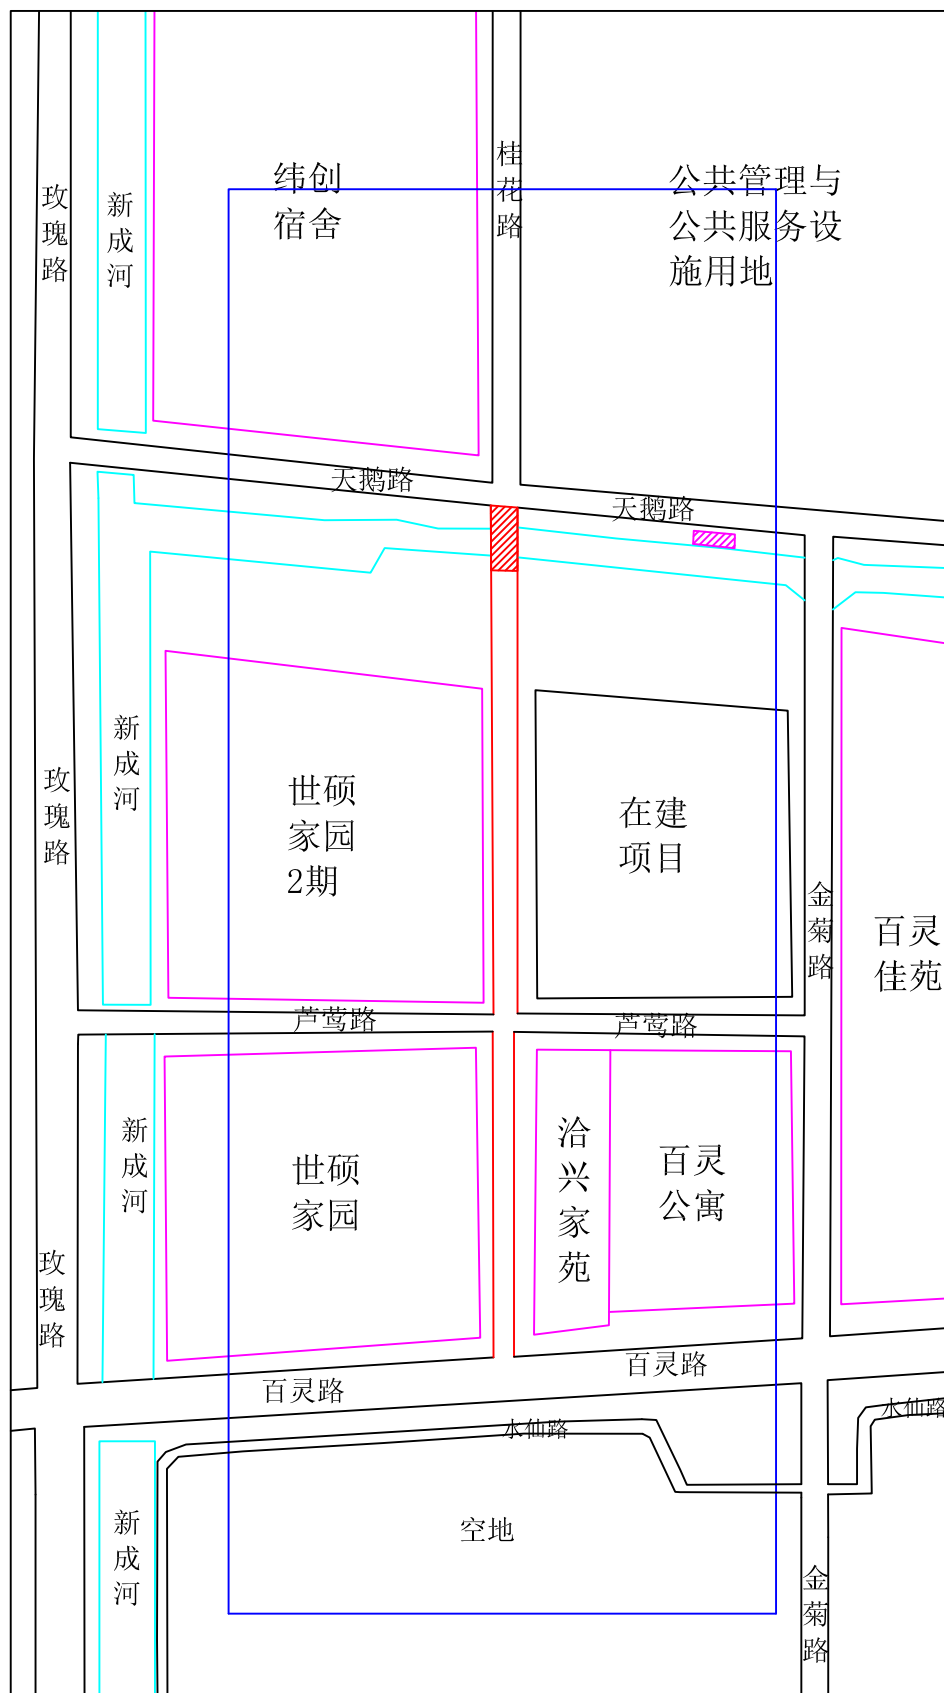 纬创
宿舍
桂花路
公共管理与
公共服务设
施用地
玫瑰路
新成河
天鹅路
天鹅路
新成河
玫瑰路
世硕
家园
2期
在建
项目
金菊路
百灵
佳苑
芦莺路
芦莺路
新成河
世硕
家园
洽兴家苑
百灵
公寓
玫瑰路
百灵路
百灵路
水仙路
水仙路
新成河
空地
金菊路